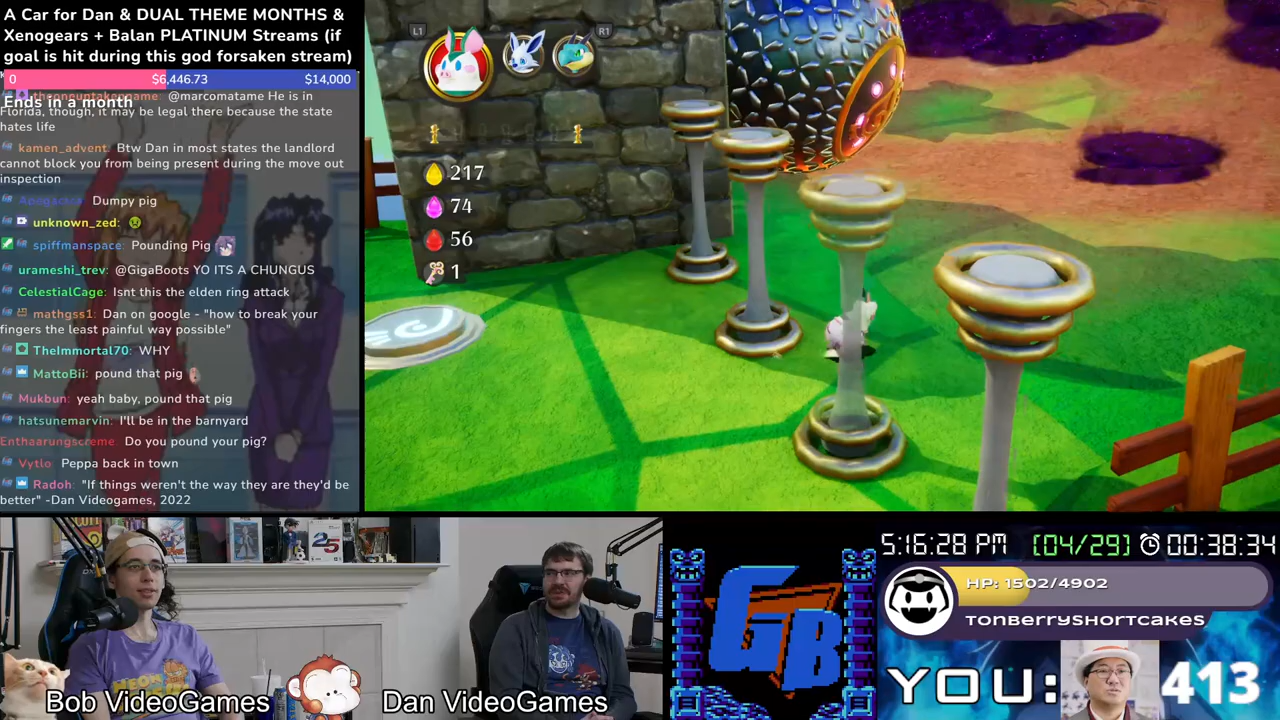 A Car for Dan & DUAL THEME MONTHS &
Xenogears + Balan PLATINUM Streams (if
goal is hit during this god forsaken stream)
0 $6,446.73 $14,000
Ends in a month
@marcomatame He is in
Florida, though, it may be legal there because the state
hates life
kamen_advent: Btw Dan in most states the landlord
cannot block you from being present during the move out
inspection
Dumpy pig
unknown_zed:
spiffmanspace: Pounding Pig
urameshi_trev: @GigaBoots YO ITS A CHUNGUS
CelestialCage: Isnt this the elden ring attack
mathgss1: Dan on google - "how to break your
fingers the least painful way possible"
TheImmortal70: WHY
MattoBii: pound that pig
Mukbun: yeah baby, pound that pig
hatsunemarvin: I'll be in the barnyard
Enthaarungscreme: Do you pound your pig?
Vytlo: Peppa back in town
Radoh: "If things weren't the way they are they'd be
better" -Dan Videogames, 2022
L1 R1
217
74
56
1
Bob VideoGames
Dan VideoGames
25
GB
5:16:28 PM [04/29] 00:38:34
HP: 1502/4902
TonberryShortcakes
YOU: 413